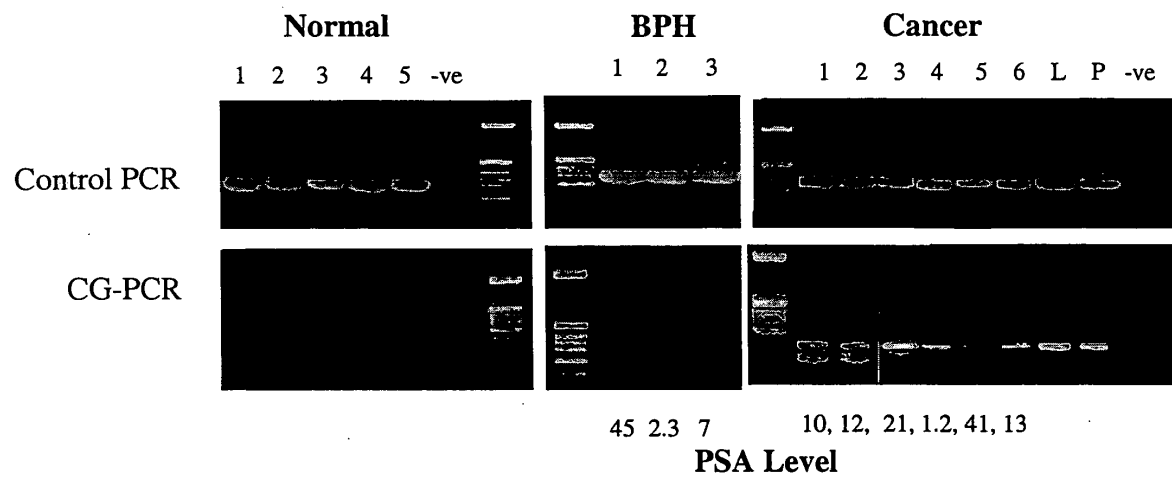 Normal BPH Cancer
1 2 3 4 5 -ve 1 2 3 1 2 3 4 5 6 L P -ve
Control PCR
CG-PCR
45 2.3 7 10, 12, 21, 1.2, 41, 13
PSA Level